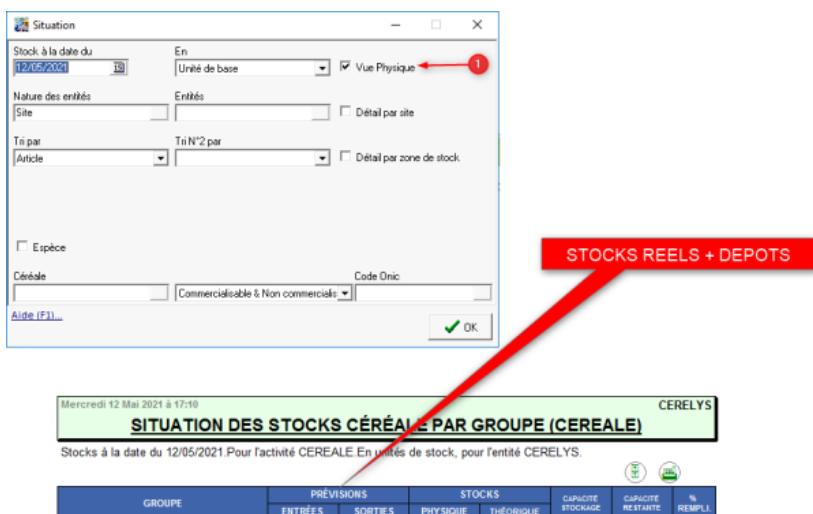 Situation
Stock à la date du
En
12/05/2021
15
Unité de base
Vue Physique
1
Nature des entités
Entités
Site
Détail par site
Tri par
Tri N°2 par
Article
Détail par zone de stock
Espèce
STOCKS REELS + DEPOTS
Céréale
Code Onic
Commercialisable & Non commercialis
Aide (F1)...
OK
Mercredi 12 Mai 2021 à 17:10
CERELYS
SITUATION DES STOCKS CÉRÉALE PAR GROUPE (CEREALE)
Stocks à la date du 12/05/2021.Pour l'activité CEREALE.En unités de stock, pour l'entité CERELYS.
GROUPE
PRÉVISIONS
STOCKS
CAPACITÉ STOCKAGE
CAPACITÉ RESTANTE
% REMPLI.
ENTRÉES
SORTIES
PHYSIQUE
THÉORIQUE